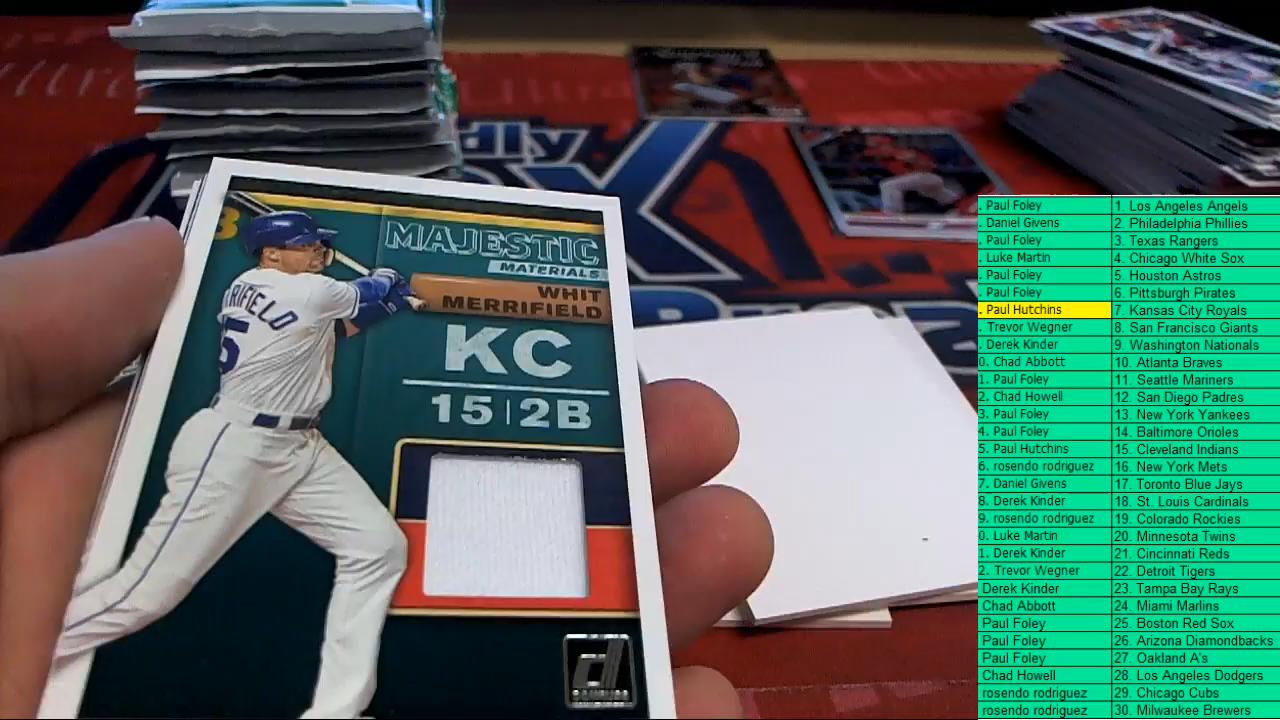 MAJESTIC
MATERIALS
WHIT
MERRIFIELD
KC
15|2B
RIFIELD
5
DONRUSS
dly
. Paul Foley 1. Los Angeles Angels
. Daniel Givens 2. Philadelphia Phillies
. Paul Foley 3. Texas Rangers
. Luke Martin 4. Chicago White Sox
. Paul Foley 5. Houston Astros
. Paul Foley 6. Pittsburgh Pirates
. Paul Hutchins 7. Kansas City Royals
. Trevor Wegner 8. San Francisco Giants
. Derek Kinder 9. Washington Nationals
0. Chad Abbott 10. Atlanta Braves
1. Paul Foley 11. Seattle Mariners
2. Chad Howell 12. San Diego Padres
3. Paul Foley 13. New York Yankees
4. Paul Foley 14. Baltimore Orioles
5. Paul Hutchins 15. Cleveland Indians
6. rosendo rodriguez 16. New York Mets
7. Daniel Givens 17. Toronto Blue Jays
8. Derek Kinder 18. St. Louis Cardinals
9. rosendo rodriguez 19. Colorado Rockies
0. Luke Martin 20. Minnesota Twins
1. Derek Kinder 21. Cincinnati Reds
2. Trevor Wegner 22. Detroit Tigers
Derek Kinder 23. Tampa Bay Rays
Chad Abbott 24. Miami Marlins
Paul Foley 25. Boston Red Sox
Paul Foley 26. Arizona Diamondbacks
Paul Foley 27. Oakland A's
Chad Howell 28. Los Angeles Dodgers
rosendo rodriguez 29. Chicago Cubs
rosendo rodriguez 30. Milwaukee Brewers